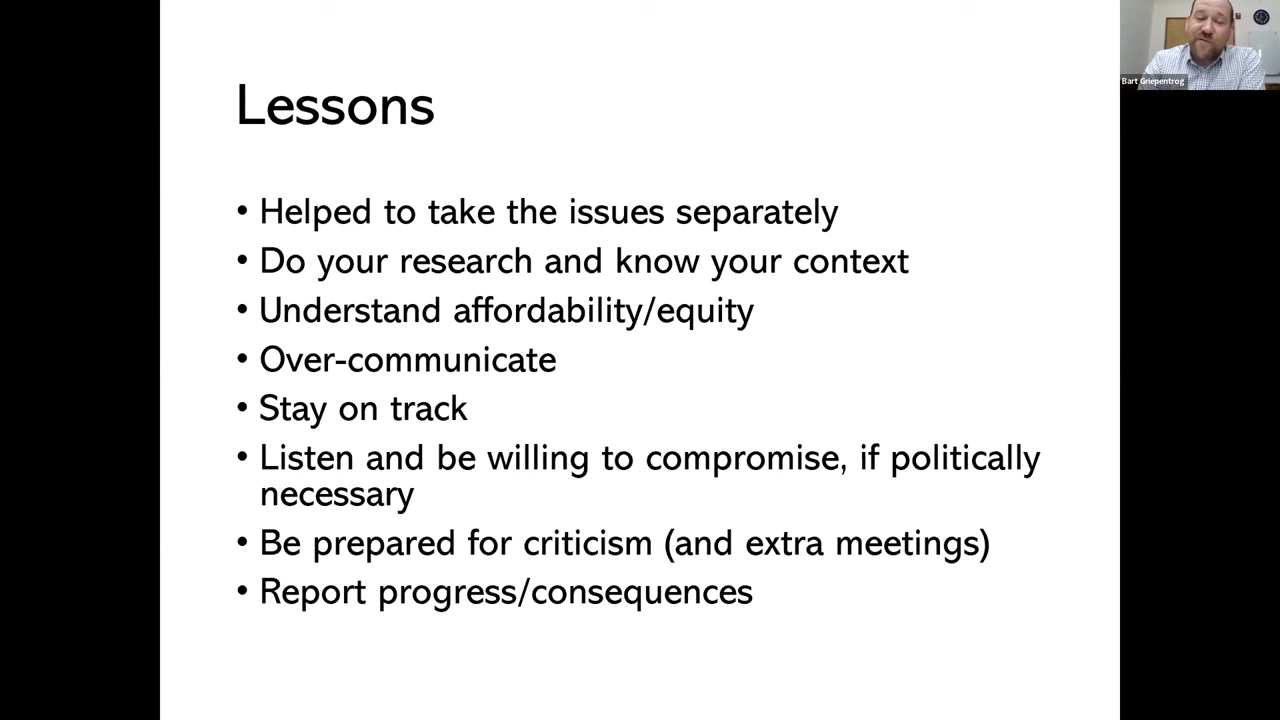 Lessons
• Helped to take the issues separately
• Do your research and know your context
• Understand affordability/equity
• Over-communicate
• Stay on track
• Listen and be willing to compromise, if politically
necessary
• Be prepared for criticism (and extra meetings)
• Report progress/consequences
Bart Griepentrog